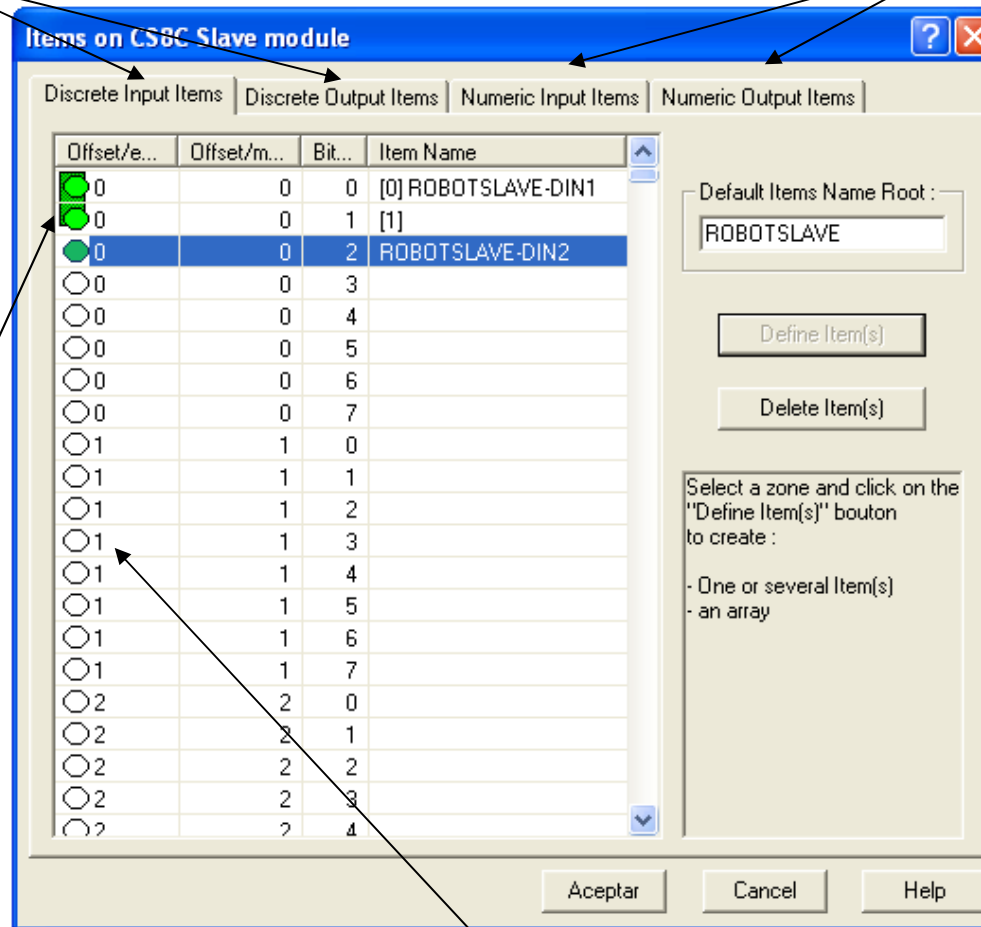 Items on CS8C Slave module
Discrete Input Items Discrete Output Items Numeric Input Items Numeric Output Items
Offset/e... Offset/m... Bit... Item Name
0 0 0 [0] ROBOTSLAVE-DIN1
0 0 1 [1]
0 0 2 ROBOTSLAVE-DIN2
0 0 3
0 0 4
0 0 5
0 0 6
0 0 7
1 1 0
1 1 1
1 1 2
1 1 3
1 1 4
1 1 5
1 1 6
1 1 7
2 2 0
2 2 1
2 2 2
2 2 3
2 2 4
Default Items Name Root :
ROBOTSLAVE
Define Item(s)
Delete Item(s)
Select a zone and click on the
"Define Item(s)" bouton
to create :
- One or several Item(s)
- an array
Aceptar Cancel Help